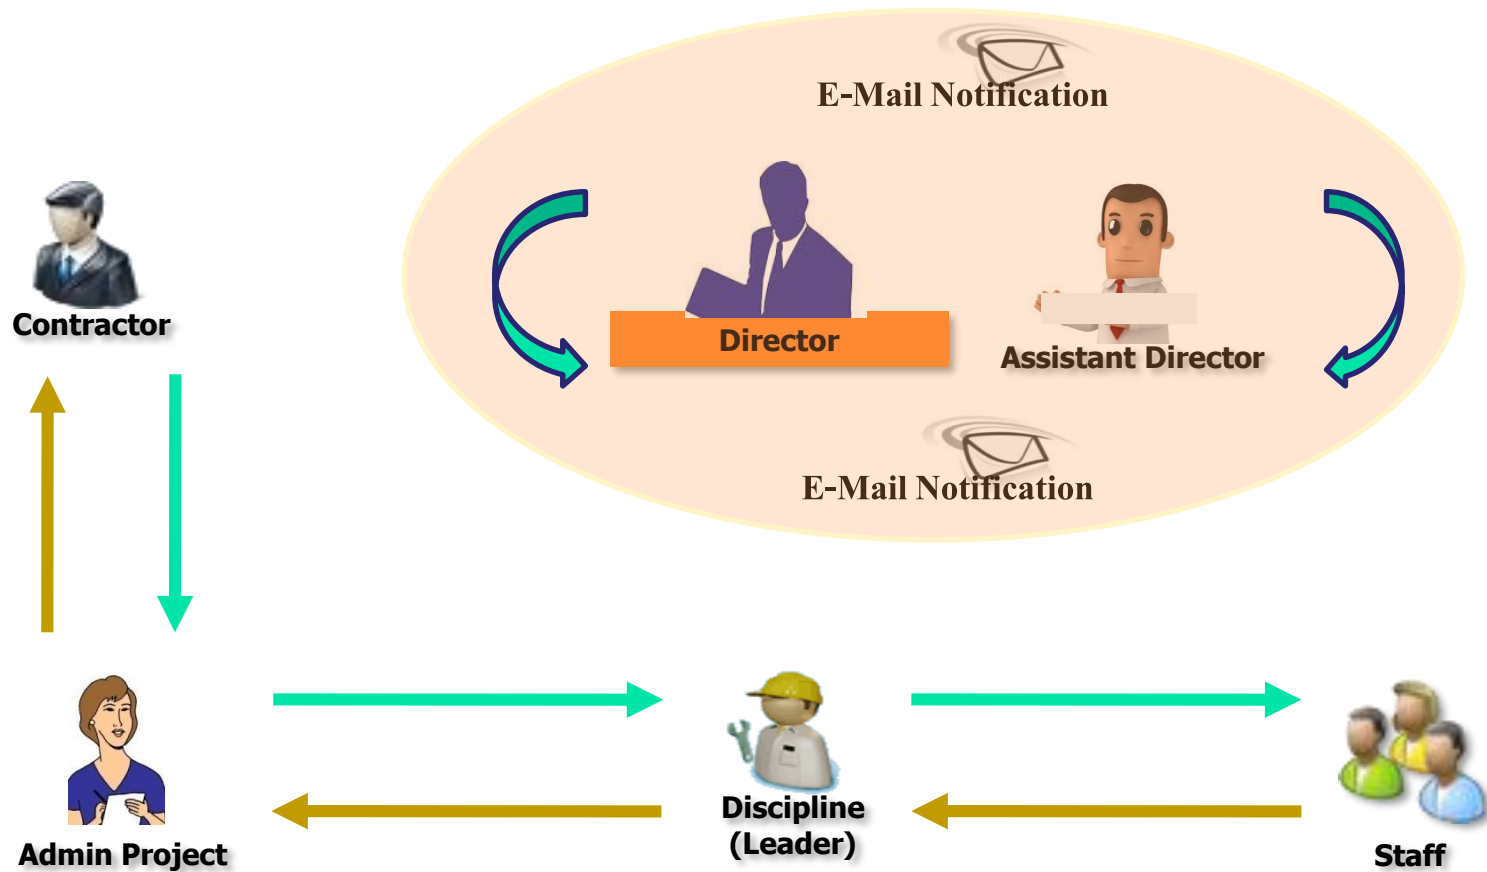 E-Mail Notification
Contractor
Director
Assistant Director
E-Mail Notification
Discipline
(Leader)
Admin Project
Staff